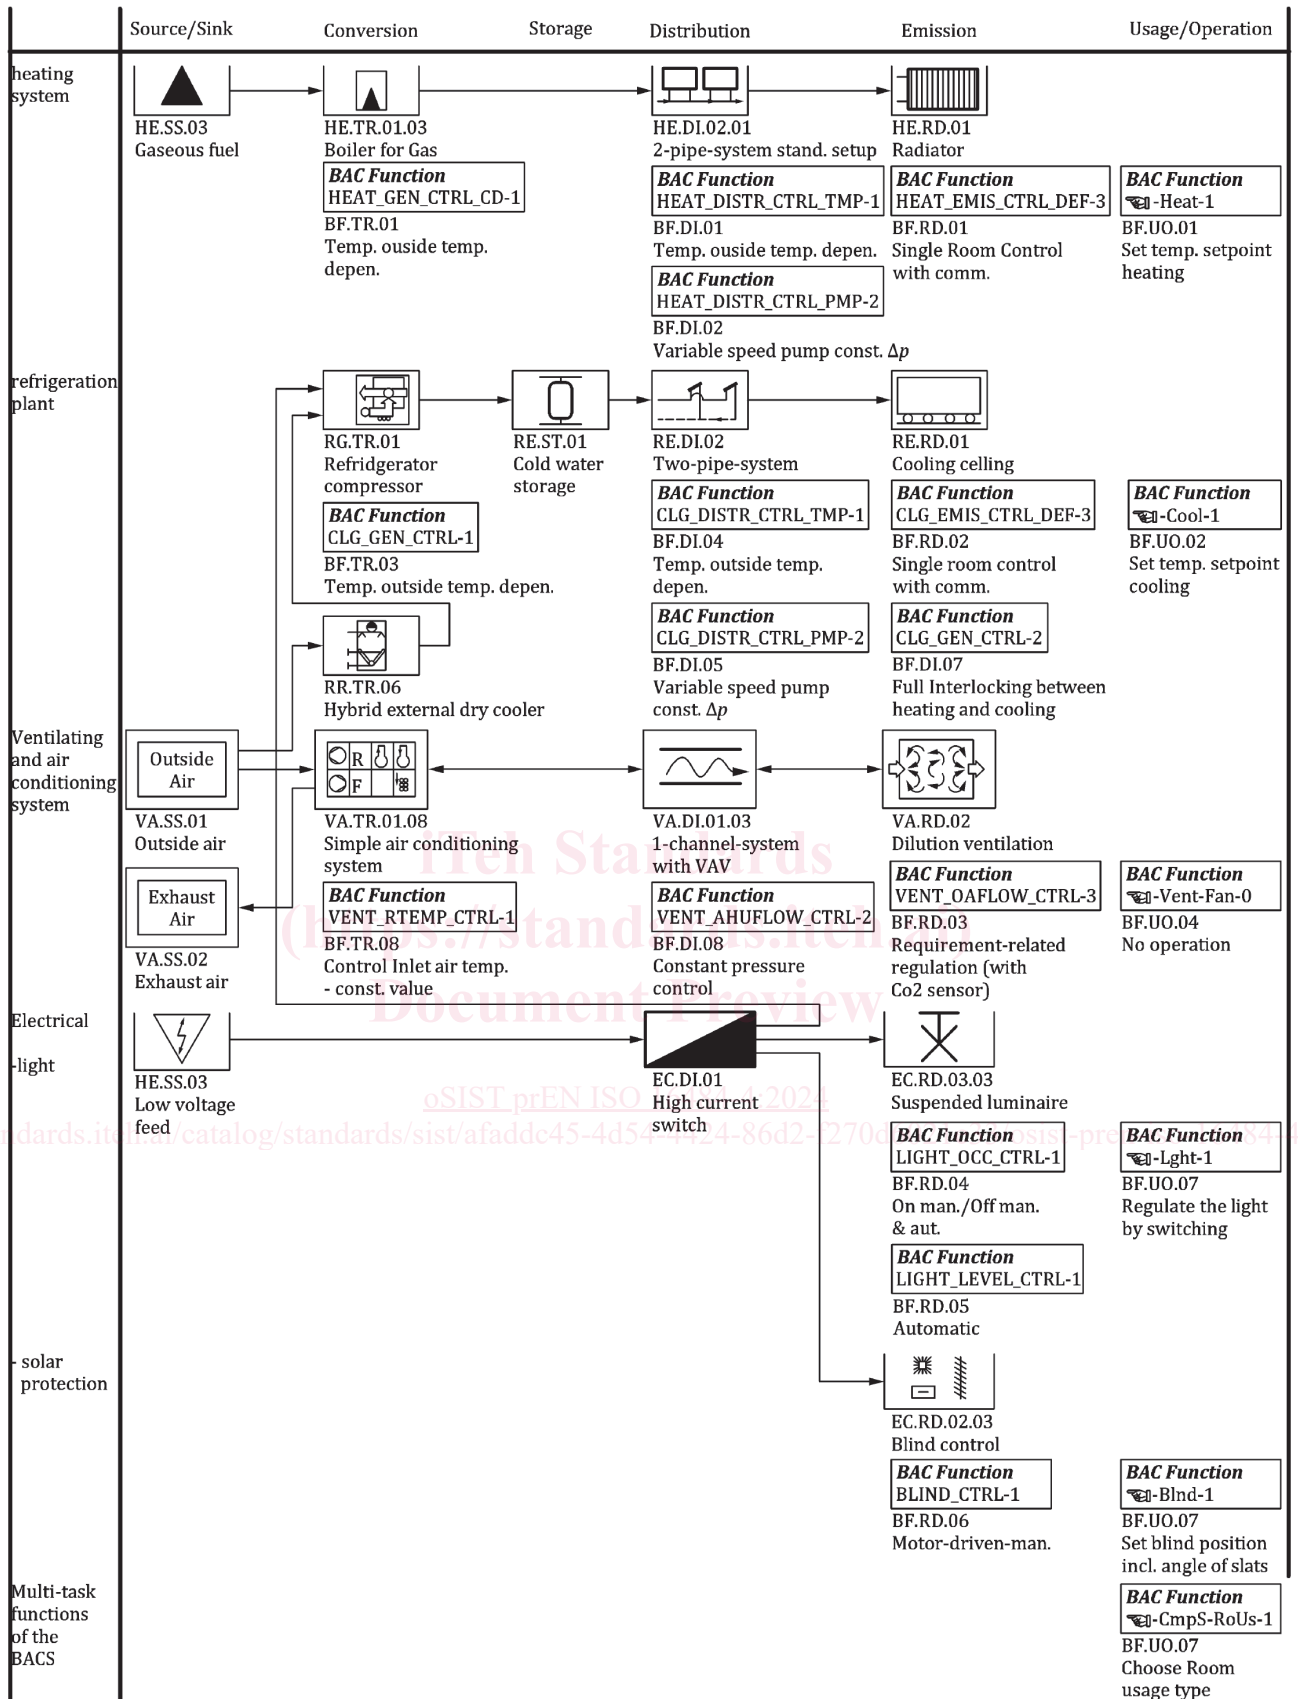 Source/Sink Conversion Storage Distribution Emission Usage/Operation
heating
system
HE.SS.03
Gaseous fuel
HE.TR.01.03
Boiler for Gas
BAC Function
HEAT_GEN_CTRL_CD-1
BF.TR.01
Temp. ouside temp.
depen.
HE.DI.02.01
2-pipe-system stand. setup
BAC Function
HEAT_DISTR_CTRL_TMP-1
BF.DI.01
Temp. ouside temp. depen.
BAC Function
HEAT_DISTR_CTRL_PMP-2
BF.DI.02
Variable speed pump const. Δp
HE.RD.01
Radiator
BAC Function
HEAT_EMIS_CTRL_DEF-3
BF.RD.01
Single Room Control
with comm.
BAC Function
-Heat-1
BF.UO.01
Set temp. setpoint
heating
refrigeration
plant
RG.TR.01
Refridgerator
compressor
BAC Function
CLG_GEN_CTRL-1
BF.TR.03
Temp. outside temp. depen.
RR.TR.06
Hybrid external dry cooler
RE.ST.01
Cold water
storage
RE.DI.02
Two-pipe-system
BAC Function
CLG_DISTR_CTRL_TMP-1
BF.DI.04
Temp. outside temp.
depen.
BAC Function
CLG_DISTR_CTRL_PMP-2
BF.DI.05
Variable speed pump
const. Δp
RE.RD.01
Cooling celling
BAC Function
CLG_EMIS_CTRL_DEF-3
BF.RD.02
Single room control
with comm.
BAC Function
CLG_GEN_CTRL-2
BF.DI.07
Full Interlocking between
heating and cooling
BAC Function
-Cool-1
BF.UO.02
Set temp. setpoint
cooling
Ventilating
and air
conditioning
system
Outside
Air
VA.SS.01
Outside air
Exhaust
Air
VA.SS.02
Exhaust air
R
F
VA.TR.01.08
Simple air conditioning
system
BAC Function
VENT_RTEMP_CTRL-1
BF.TR.08
Control Inlet air temp.
- const. value
VA.DI.01.03
1-channel-system
with VAV
BAC Function
VENT_AHUFLOW_CTRL-2
BF.DI.08
Constant pressure
control
VA.RD.02
Dilution ventilation
BAC Function
VENT_OAFLOW_CTRL-3
BF.RD.03
Requirement-related
regulation (with
Co2 sensor)
BAC Function
-Vent-Fan-0
BF.UO.04
No operation
iTeh Standards
(https://standards.iteh.ai)
Document Preview
Electrical
-light
HE.SS.03
Low voltage
feed
EC.DI.01
High current
switch
EC.RD.03.03
Suspended luminaire
BAC Function
LIGHT_OCC_CTRL-1
BF.RD.04
On man./Off man.
& aut.
BAC Function
LIGHT_LEVEL_CTRL-1
BF.RD.05
Automatic
BAC Function
-Lght-1
BF.UO.07
Regulate the light
by switching
oSIST prEN ISO 16484-4:2024
- solar
protection
EC.RD.02.03
Blind control
BAC Function
BLIND_CTRL-1
BF.RD.06
Motor-driven-man.
BAC Function
-Blnd-1
BF.UO.07
Set blind position
incl. angle of slats
Multi-task
functions
of the
BACS
BAC Function
-CmpS-RoUs-1
BF.UO.07
Choose Room
usage type